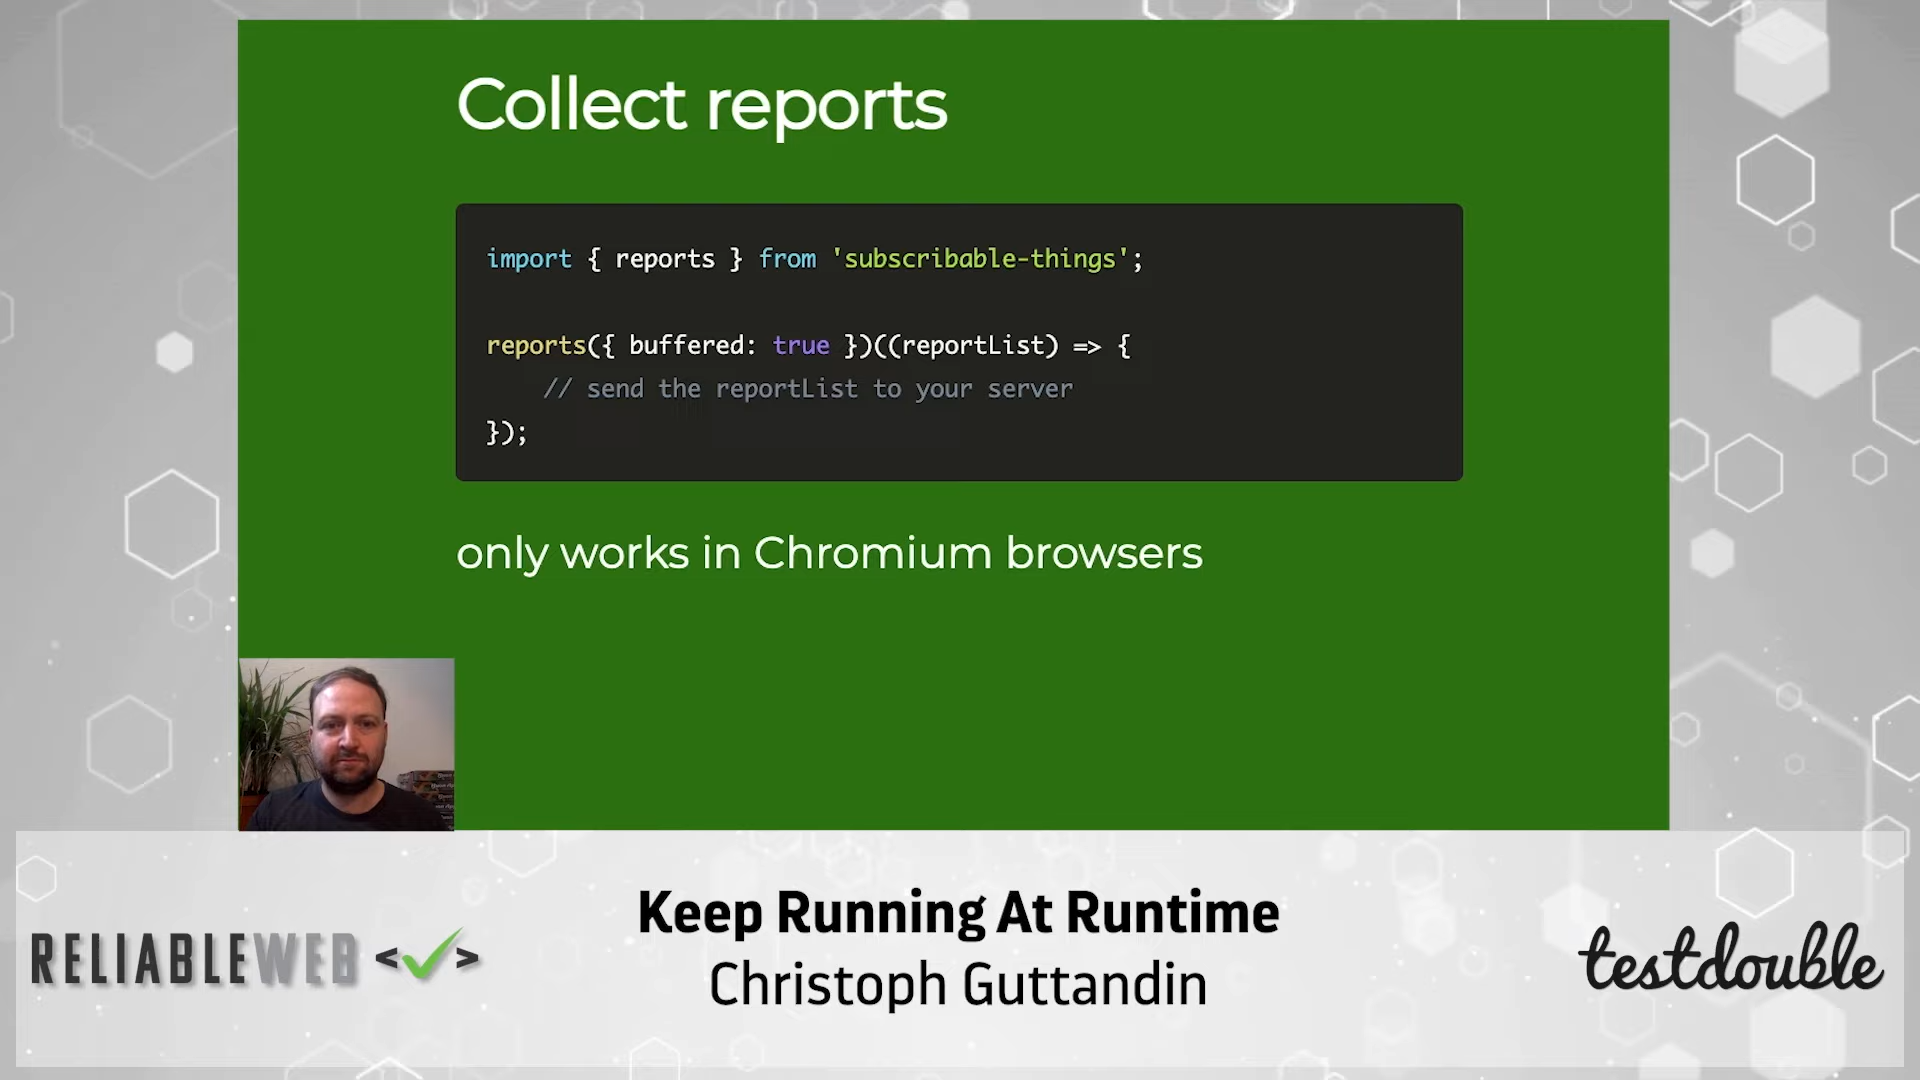 Collect reports
import { reports } from 'subscribable-things';
reports({ buffered: true })((reportList) => {
    // send the reportList to your server
});
only works in Chromium browsers
RELIABLEWEB <✓>
Keep Running At Runtime
Christoph Guttandin
testdouble